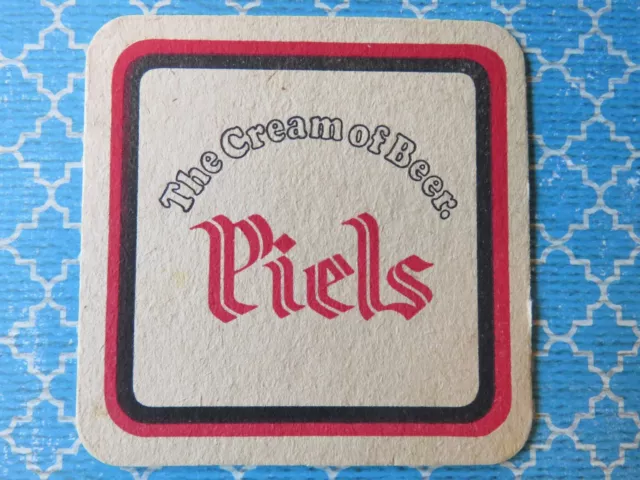 The Cream of Beer.
Piels